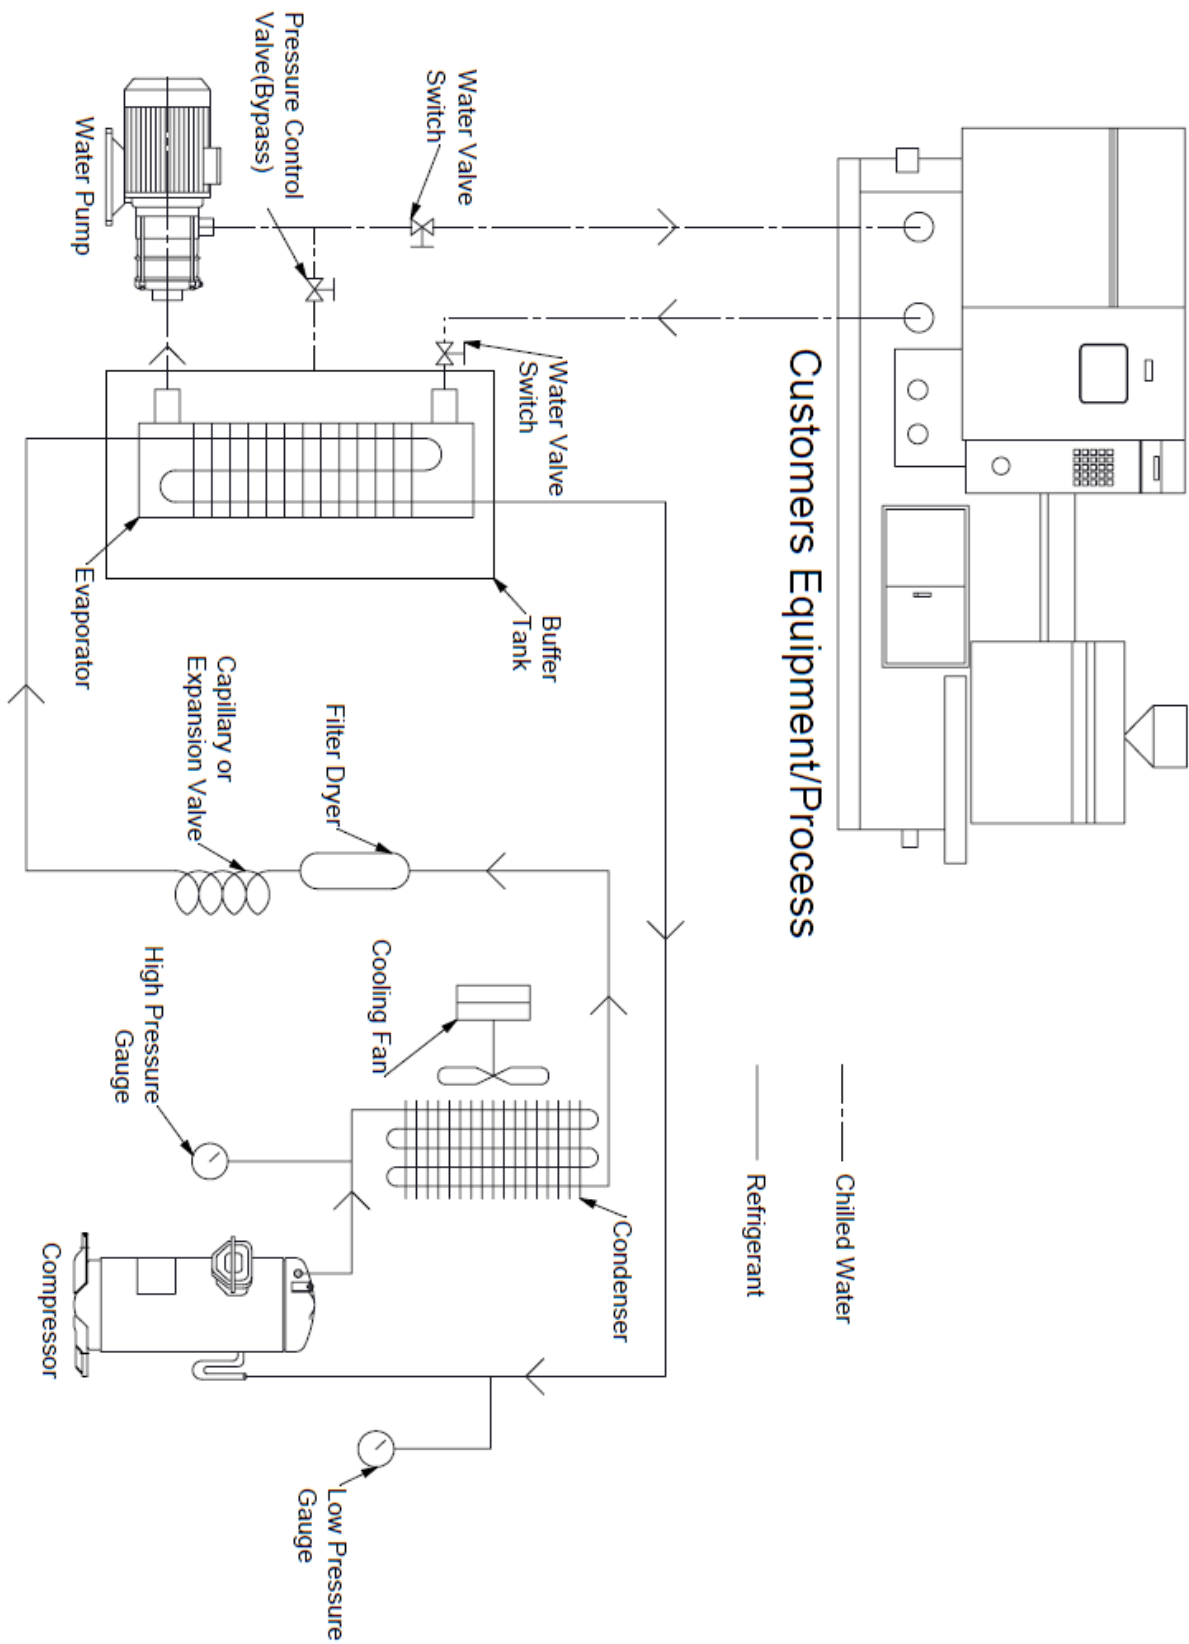 Customers Equipment/Process
Chilled Water
Refrigerant
Water Valve
Switch
Pressure Control
Valve(Bypass)
Water Pump
Water Valve
Switch
Buffer
Tank
Evaporator
Filter Dryer
Capillary or
Expansion Valve
Cooling Fan
High Pressure
Gauge
Condenser
Compressor
Low Pressure
Gauge